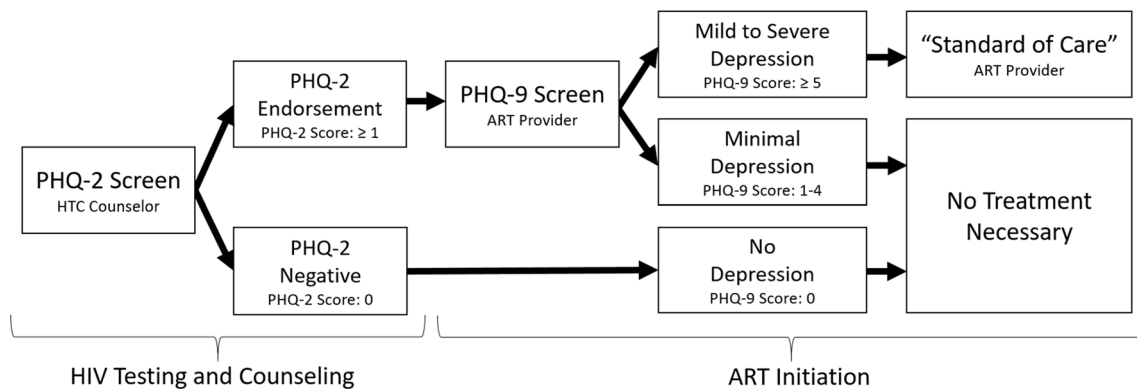 PHQ-2 Screen
HTC Counselor
PHQ-2
Endorsement
PHQ-2 Score: ≥ 1
PHQ-2
Negative
PHQ-2 Score: 0
PHQ-9 Screen
ART Provider
Mild to Severe
Depression
PHQ-9 Score: ≥ 5
Minimal
Depression
PHQ-9 Score: 1-4
No
Depression
PHQ-9 Score: 0
“Standard of Care”
ART Provider
No Treatment
Necessary
HIV Testing and Counseling
ART Initiation